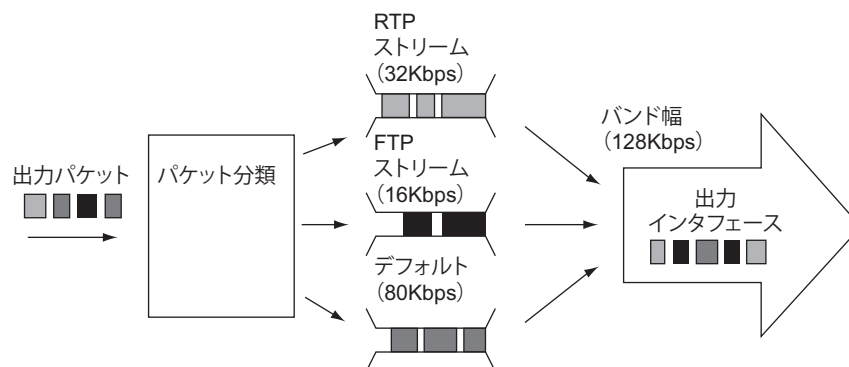 出力パケット
パケット分類
RTP
ストリーム
（32Kbps）
FTP
ストリーム
（16Kbps）
デフォルト
（80Kbps）
バンド幅
（128Kbps）
出力
インタフェース